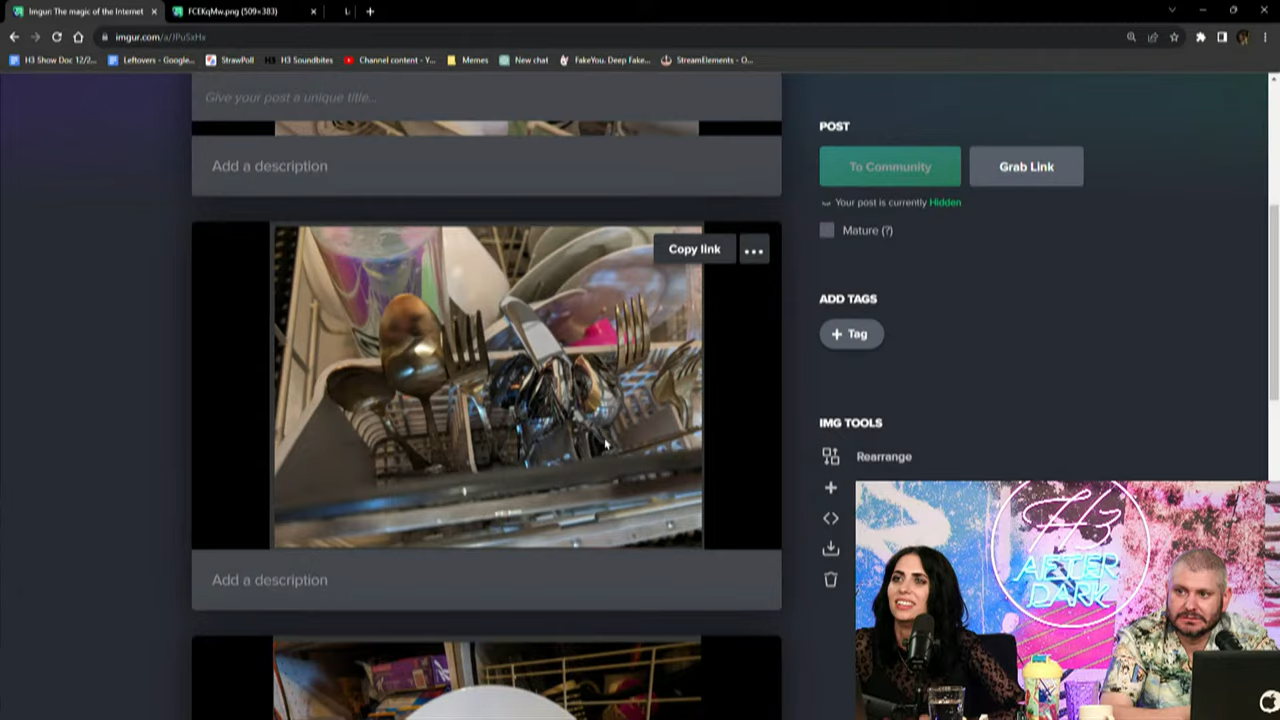 Imgur: The magic of the Internet
FCEKqMw.png (509×383)
imgur.com/a/JPuSxHx
H3 Show Doc 12/2...
Leftovers - Google...
StrawPoll
H3
H3 Soundbites
Channel content - Y...
Memes
New chat
FakeYou. Deep Fake...
StreamElements - O...
Give your post a unique title...
Add a description
Copy link
Add a description
POST
To Community
Grab Link
Your post is currently Hidden
Mature (?)
ADD TAGS
+ Tag
IMG TOOLS
Rearrange
H3
AFTER
DARK